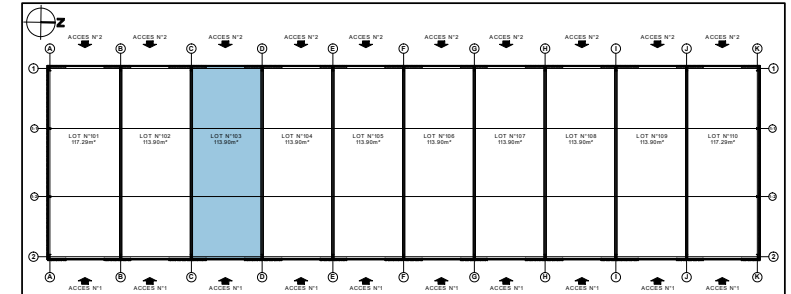 Z
ACCES N°2 ACCES N°2 ACCES N°2 ACCES N°2 ACCES N°2 ACCES N°2 ACCES N°2 ACCES N°2 ACCES N°2 ACCES N°2
A B C D E F G H I J K
1 1
LOT N°101 LOT N°102 LOT N°103 LOT N°104 LOT N°105 LOT N°106 LOT N°107 LOT N°108 LOT N°109 LOT N°110
117.29m² 113.90m² 113.90m² 113.90m² 113.90m² 113.90m² 113.90m² 113.90m² 113.90m² 117.29m²
2 2
A B C D E F G H I J K
ACCES N°1 ACCES N°1 ACCES N°1 ACCES N°1 ACCES N°1 ACCES N°1 ACCES N°1 ACCES N°1 ACCES N°1 ACCES N°1